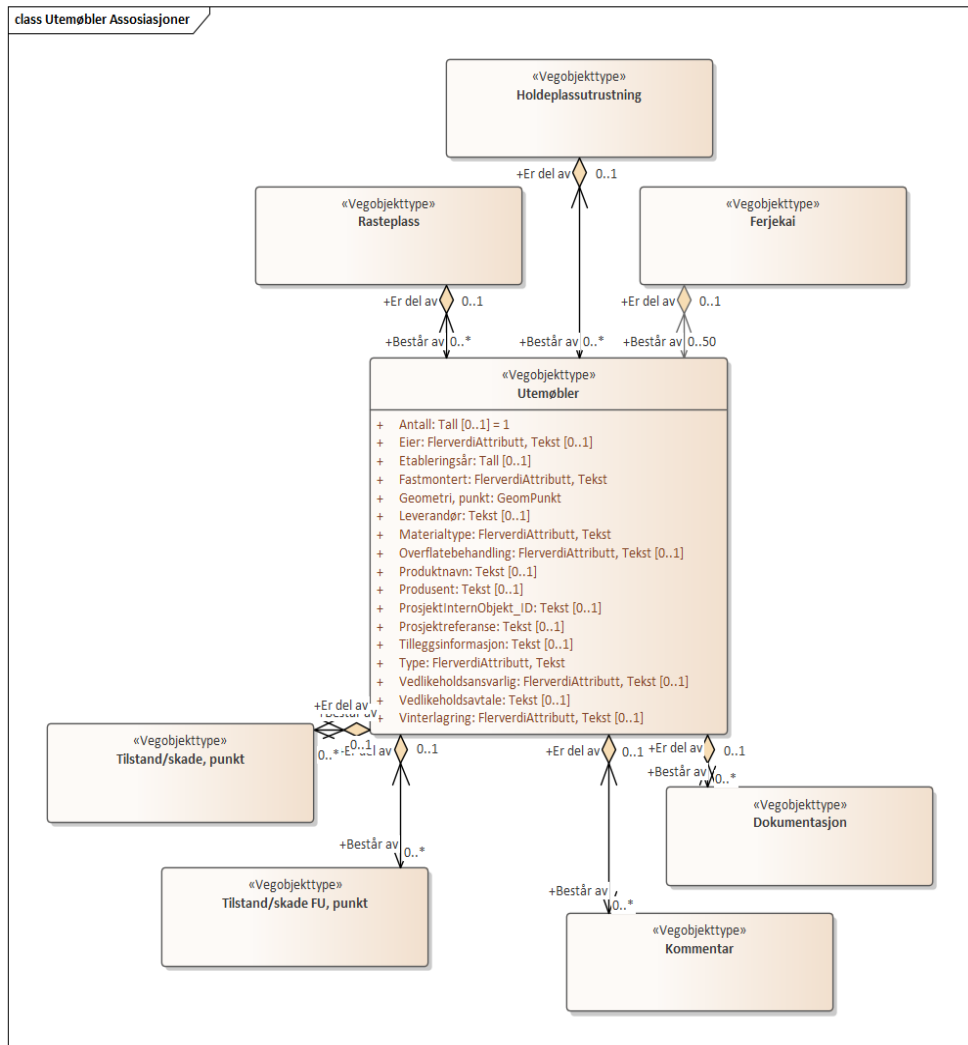 class Utemøbler Assosiasjoner
«Vegobjekttype»
Holdeplassutrustning
+Er del av 0..1
«Vegobjekttype»
Rasteplass
«Vegobjekttype»
Ferjekai
+Er del av 0..1
+Er del av 0..1
+Består av 0..*
+Består av 0..*
+Består av 0..50
«Vegobjekttype»
Utemøbler
+ Antall: Tall [0..1] = 1
+ Eier: FlerverdiAttributt, Tekst [0..1]
+ Etableringsår: Tall [0..1]
+ Fastmontert: FlerverdiAttributt, Tekst
+ Geometri, punkt: GeomPunkt
+ Leverandør: Tekst [0..1]
+ Materialtype: FlerverdiAttributt, Tekst
+ Overflatebehandling: FlerverdiAttributt, Tekst [0..1]
+ Produktnavn: Tekst [0..1]
+ Produsent: Tekst [0..1]
+ ProsjektInternObjekt_ID: Tekst [0..1]
+ Prosjektreferanse: Tekst [0..1]
+ Tilleggsinformasjon: Tekst [0..1]
+ Type: FlerverdiAttributt, Tekst
+ Vedlikeholdsansvarlig: FlerverdiAttributt, Tekst [0..1]
+ Vedlikeholdsavtale: Tekst [0..1]
+ Vinterlagring: FlerverdiAttributt, Tekst [0..1]
+Er del av
+Består av
0..1
0..*
«Vegobjekttype»
Tilstand/skade, punkt
+Er del av 0..1
+Er del av 0..1
+Er del av 0..1
+Består av 0..*
«Vegobjekttype»
Dokumentasjon
+Består av 0..*
«Vegobjekttype»
Tilstand/skade FU, punkt
+Består av 0..*
«Vegobjekttype»
Kommentar